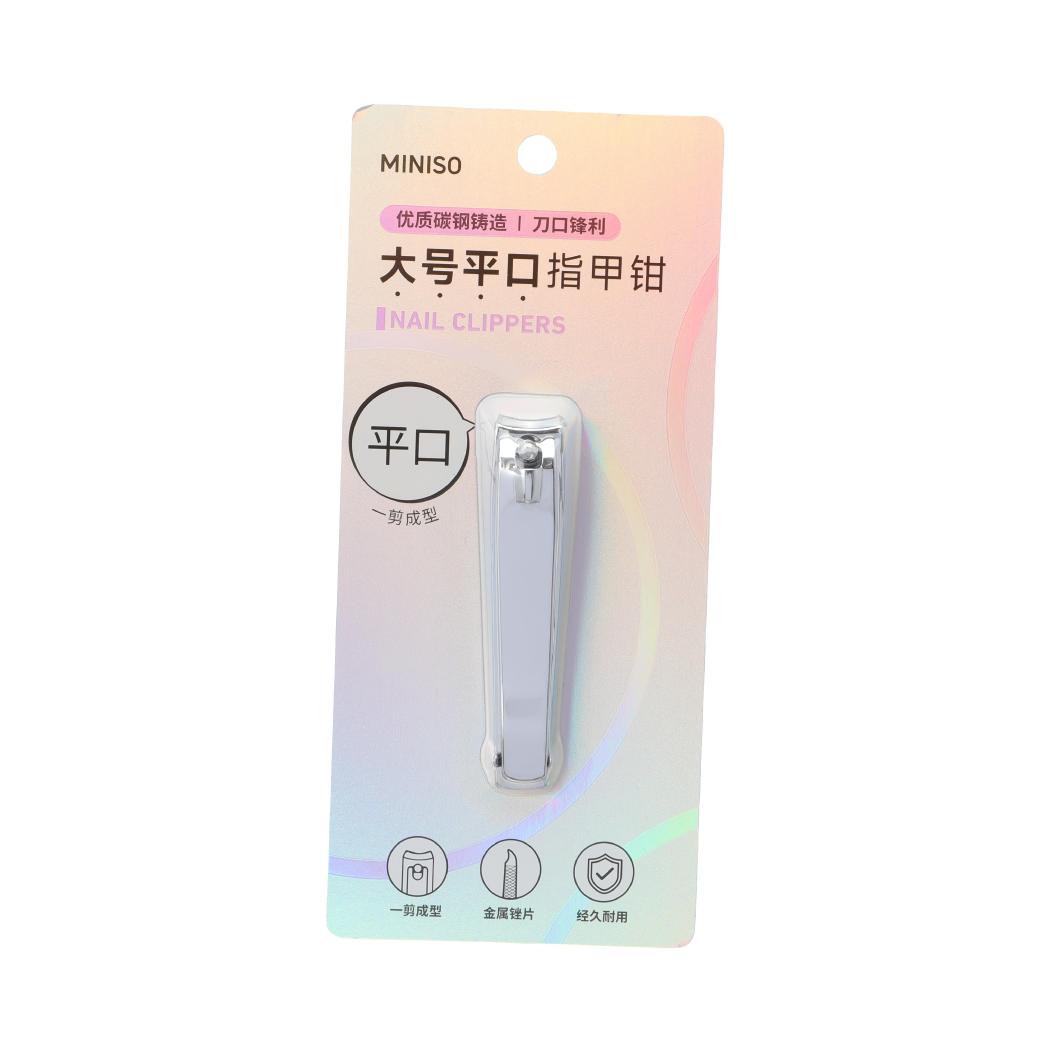 MINISO
优质碳钢铸造 | 刀口锋利
大号平口指甲钳
NAIL CLIPPERS
平口
一剪成型
一剪成型
金属锉片
经久耐用